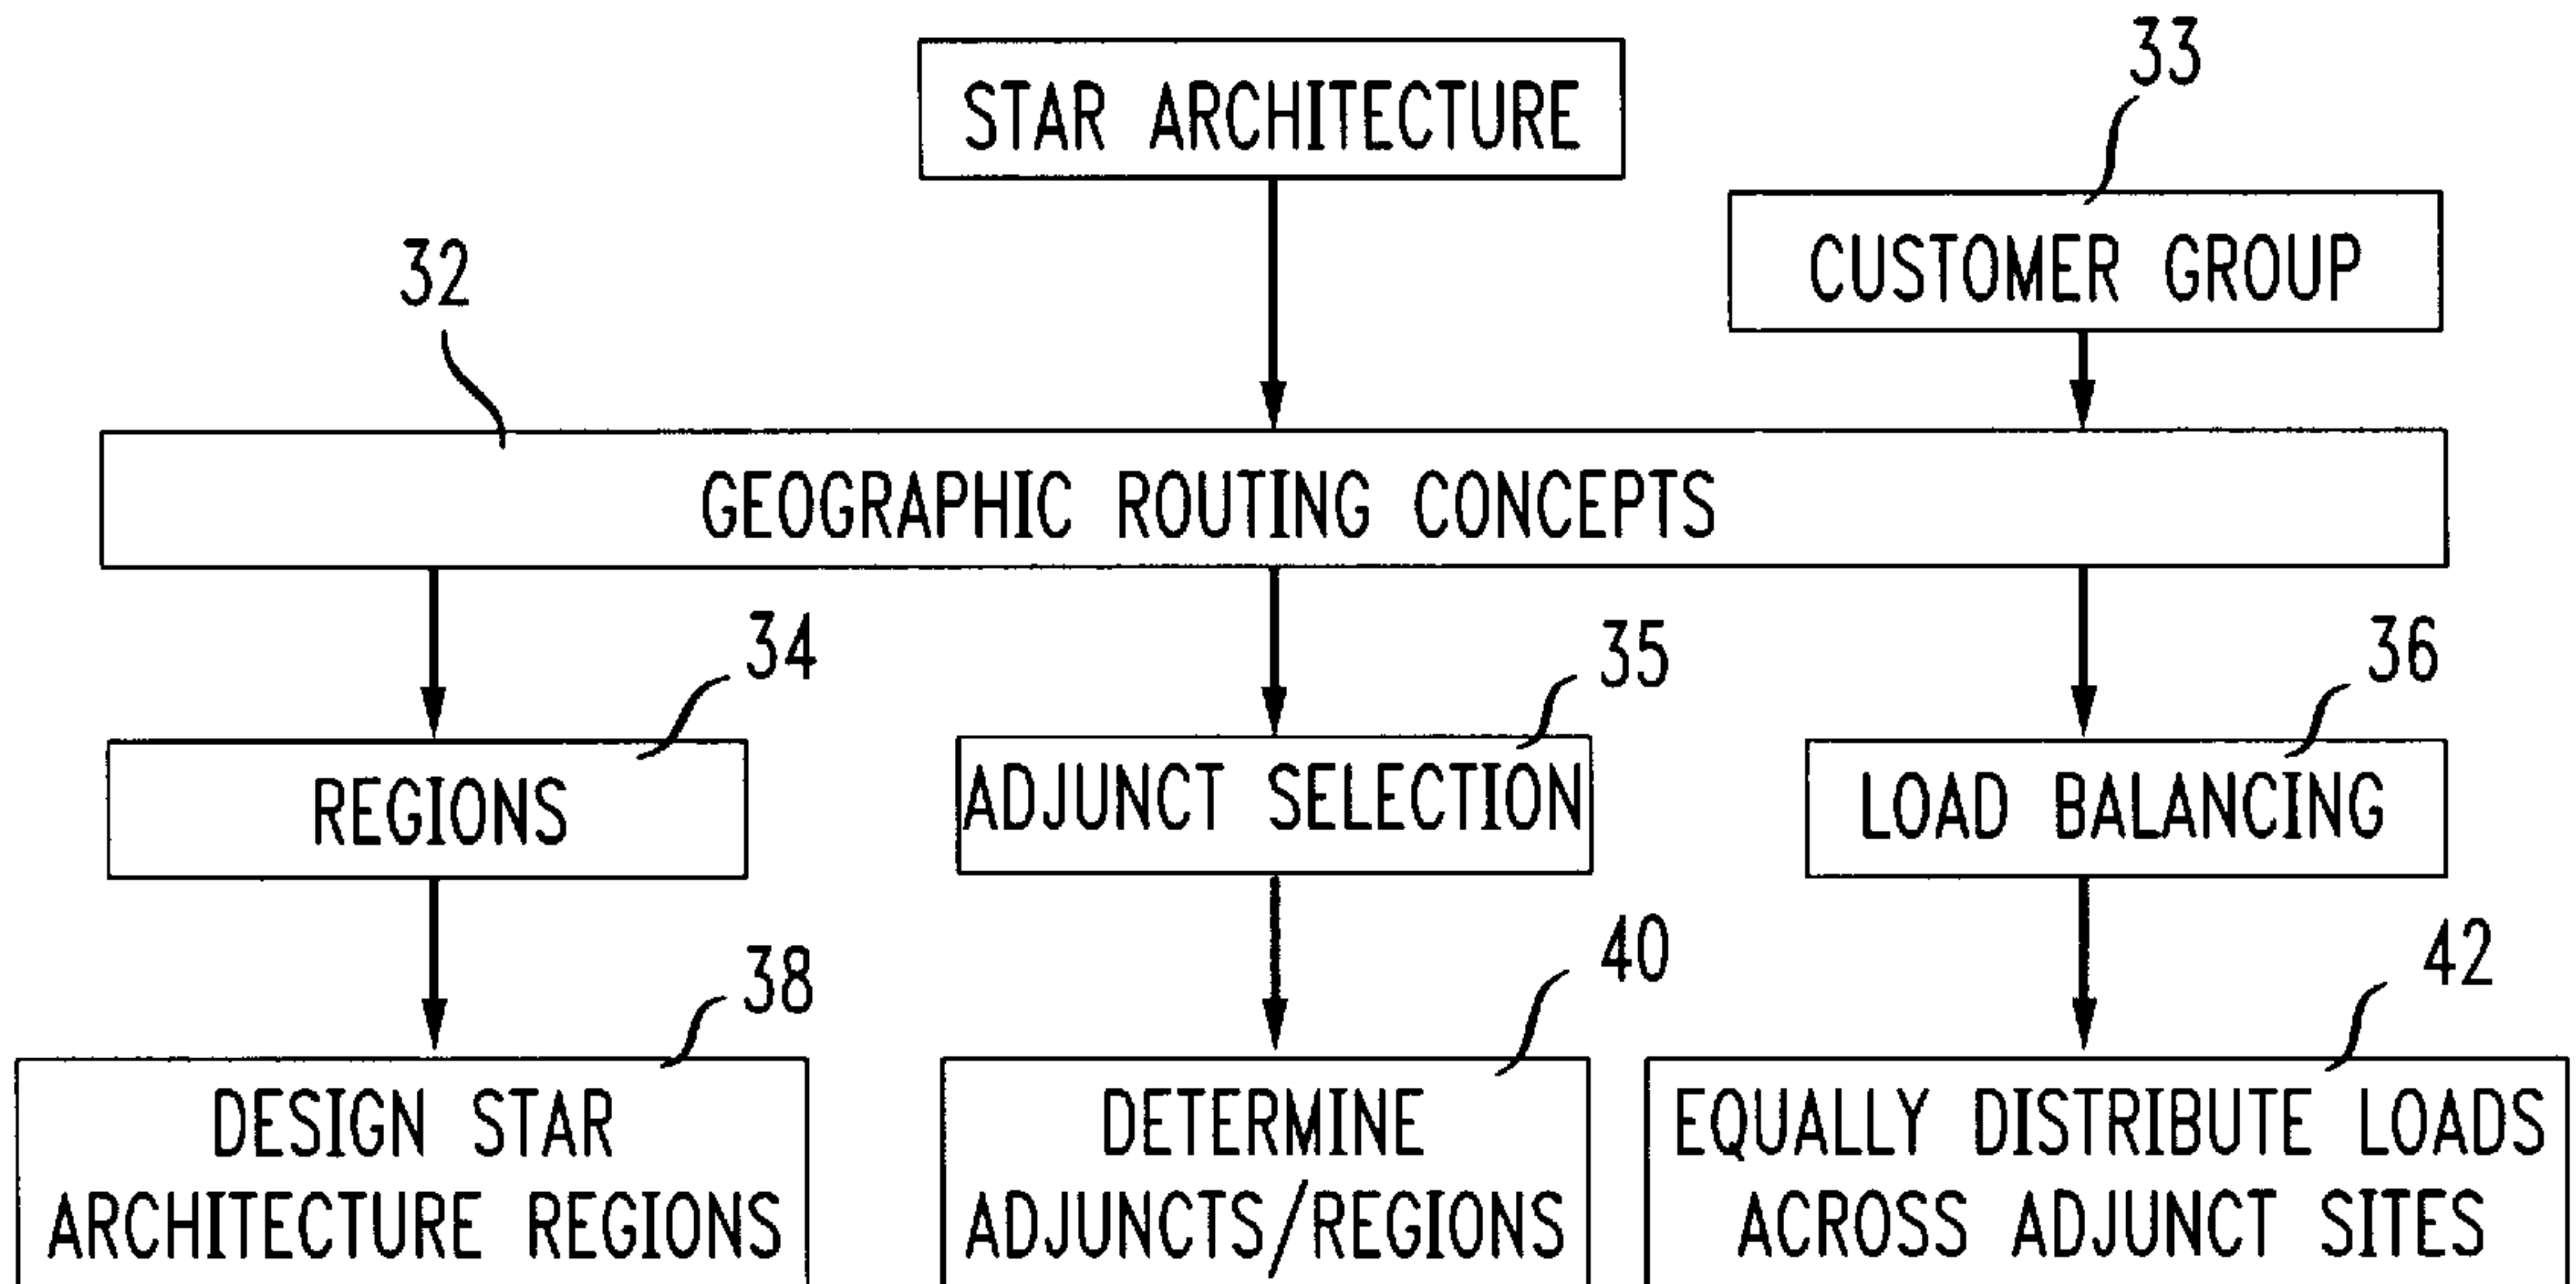 STAR ARCHITECTURE
33
CUSTOMER GROUP
32
GEOGRAPHIC ROUTING CONCEPTS
34
35
36
REGIONS
ADJUNCT SELECTION
LOAD BALANCING
38
40
42
DESIGN STAR
ARCHITECTURE REGIONS
DETERMINE
ADJUNCTS/REGIONS
EQUALLY DISTRIBUTE LOADS
ACROSS ADJUNCT SITES